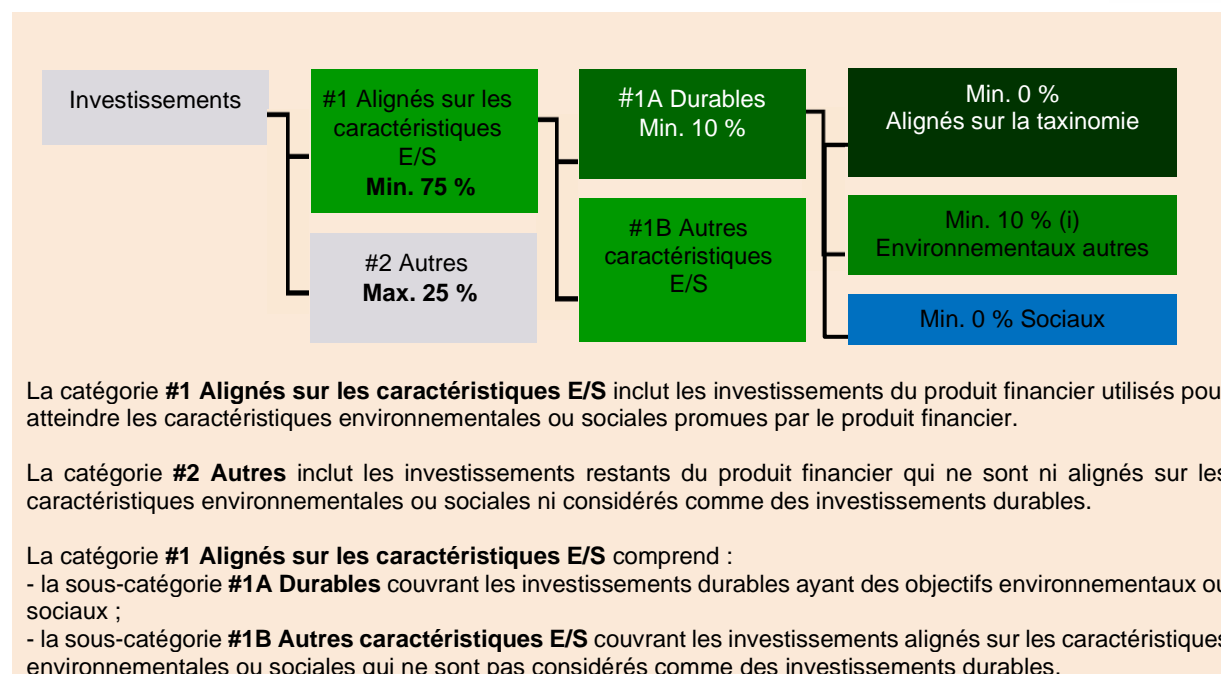 Investissements
#1 Alignés sur les
caractéristiques
E/S
Min. 75 %
#2 Autres
Max. 25 %
#1A Durables
Min. 10 %
#1B Autres
caractéristiques
E/S
Min. 0 %
Alignés sur la taxinomie
Min. 10 % (i)
Environnementaux autres
Min. 0 % Sociaux
La catégorie #1 Alignés sur les caractéristiques E/S inclut les investissements du produit financier utilisés pour
atteindre les caractéristiques environnementales ou sociales promues par le produit financier.
La catégorie #2 Autres inclut les investissements restants du produit financier qui ne sont ni alignés sur les
caractéristiques environnementales ou sociales ni considérés comme des investissements durables.
La catégorie #1 Alignés sur les caractéristiques E/S comprend :
- la sous-catégorie #1A Durables couvrant les investissements durables ayant des objectifs environnementaux ou
sociaux ;
- la sous-catégorie #1B Autres caractéristiques E/S couvrant les investissements alignés sur les caractéristiques
environnementales ou sociales qui ne sont pas considérés comme des investissements durables.